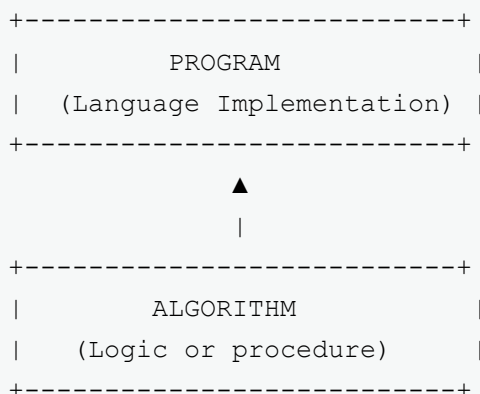 +---------------------------+
|         PROGRAM            |
|  (Language Implementation) |
+---------------------------+
              ▲
              |
+---------------------------+
|        ALGORITHM           |
|   (Logic or procedure)     |
+---------------------------+